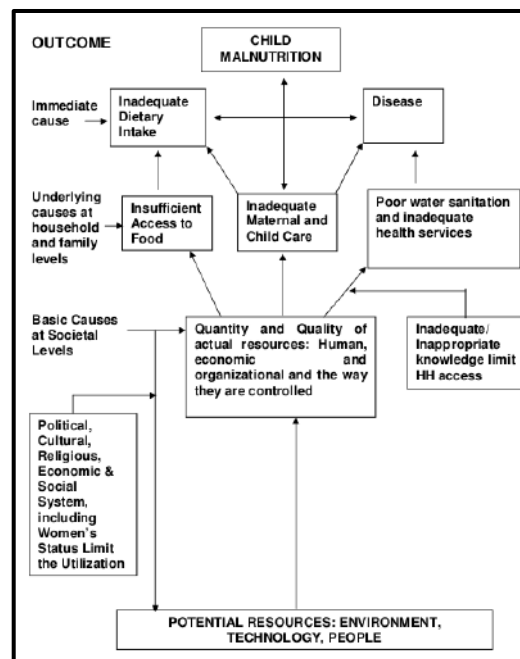 OUTCOME
CHILD
MALNUTRITION
Immediate
cause
Inadequate
Dietary
Intake
Disease
Underlying
causes at
household
and family
levels
Insufficient
Access to
Food
Inadequate
Maternal and
Child Care
Poor water sanitation
and inadequate
health services
Basic Causes
at Societal
Levels
Quantity and Quality of
actual resources: Human,
economic and
organizational and the way
they are controlled
Inadequate/
Inappropriate
knowledge limit
HH access
Political,
Cultural,
Religious,
Economic &
Social
System,
including
Women's
Status Limit
the Utilization
POTENTIAL RESOURCES: ENVIRONMENT,
TECHNOLOGY, PEOPLE